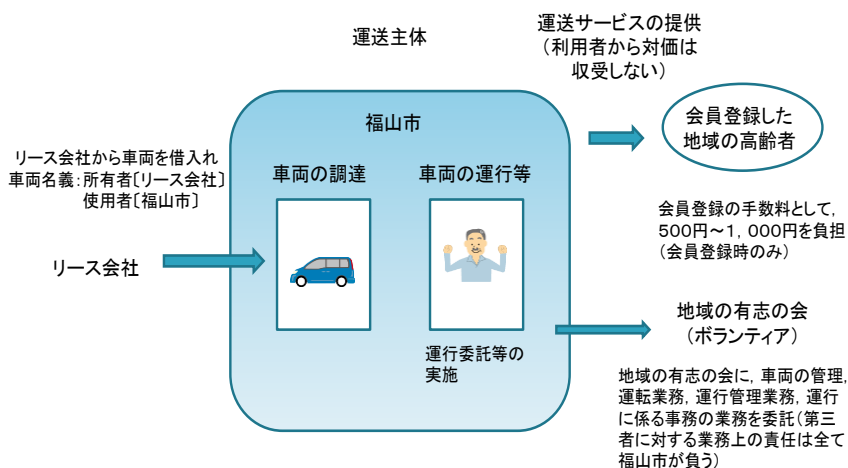 運送主体
運送サービスの提供
（利用者から対価は
収受しない）
福山市
会員登録した
地域の高齢者
リース会社から車両を借入れ
車両名義：所有者〔リース会社〕
使用者〔福山市〕
車両の調達
車両の運行等
会員登録の手数料として，
500円～1，000円を負担
（会員登録時のみ）
リース会社
地域の有志の会
（ボランティア）
運行委託等の
実施
地域の有志の会に，車両の管理，
運転業務，運行管理業務，運行
に係る事務の業務を委託（第三
者に対する業務上の責任は全て
福山市が負う）